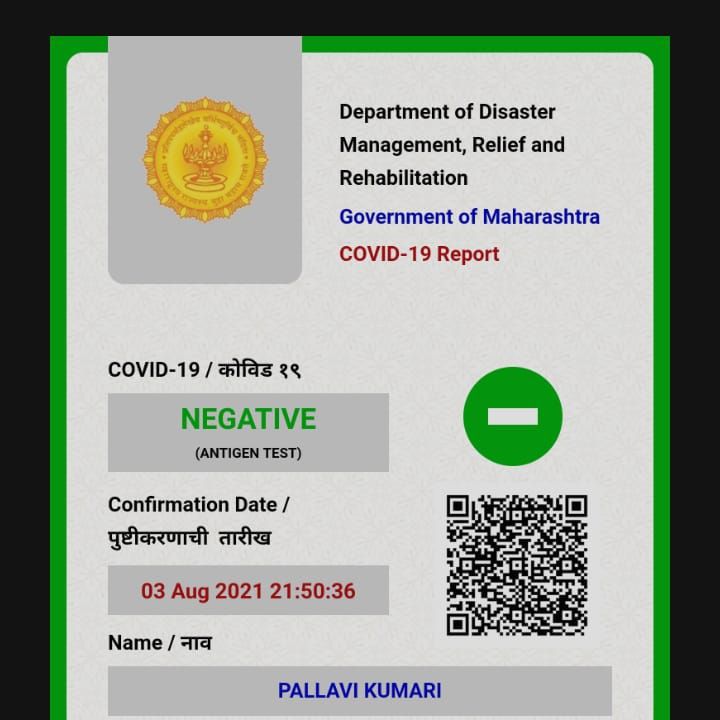 Department of Disaster
Management, Relief and
Rehabilitation
Government of Maharashtra
COVID-19 Report
COVID-19 / कोविड १९
NEGATIVE
(ANTIGEN TEST)
Confirmation Date /
पुष्टीकरणाची तारीख
03 Aug 2021 21:50:36
Name / नाव
PALLAVI KUMARI